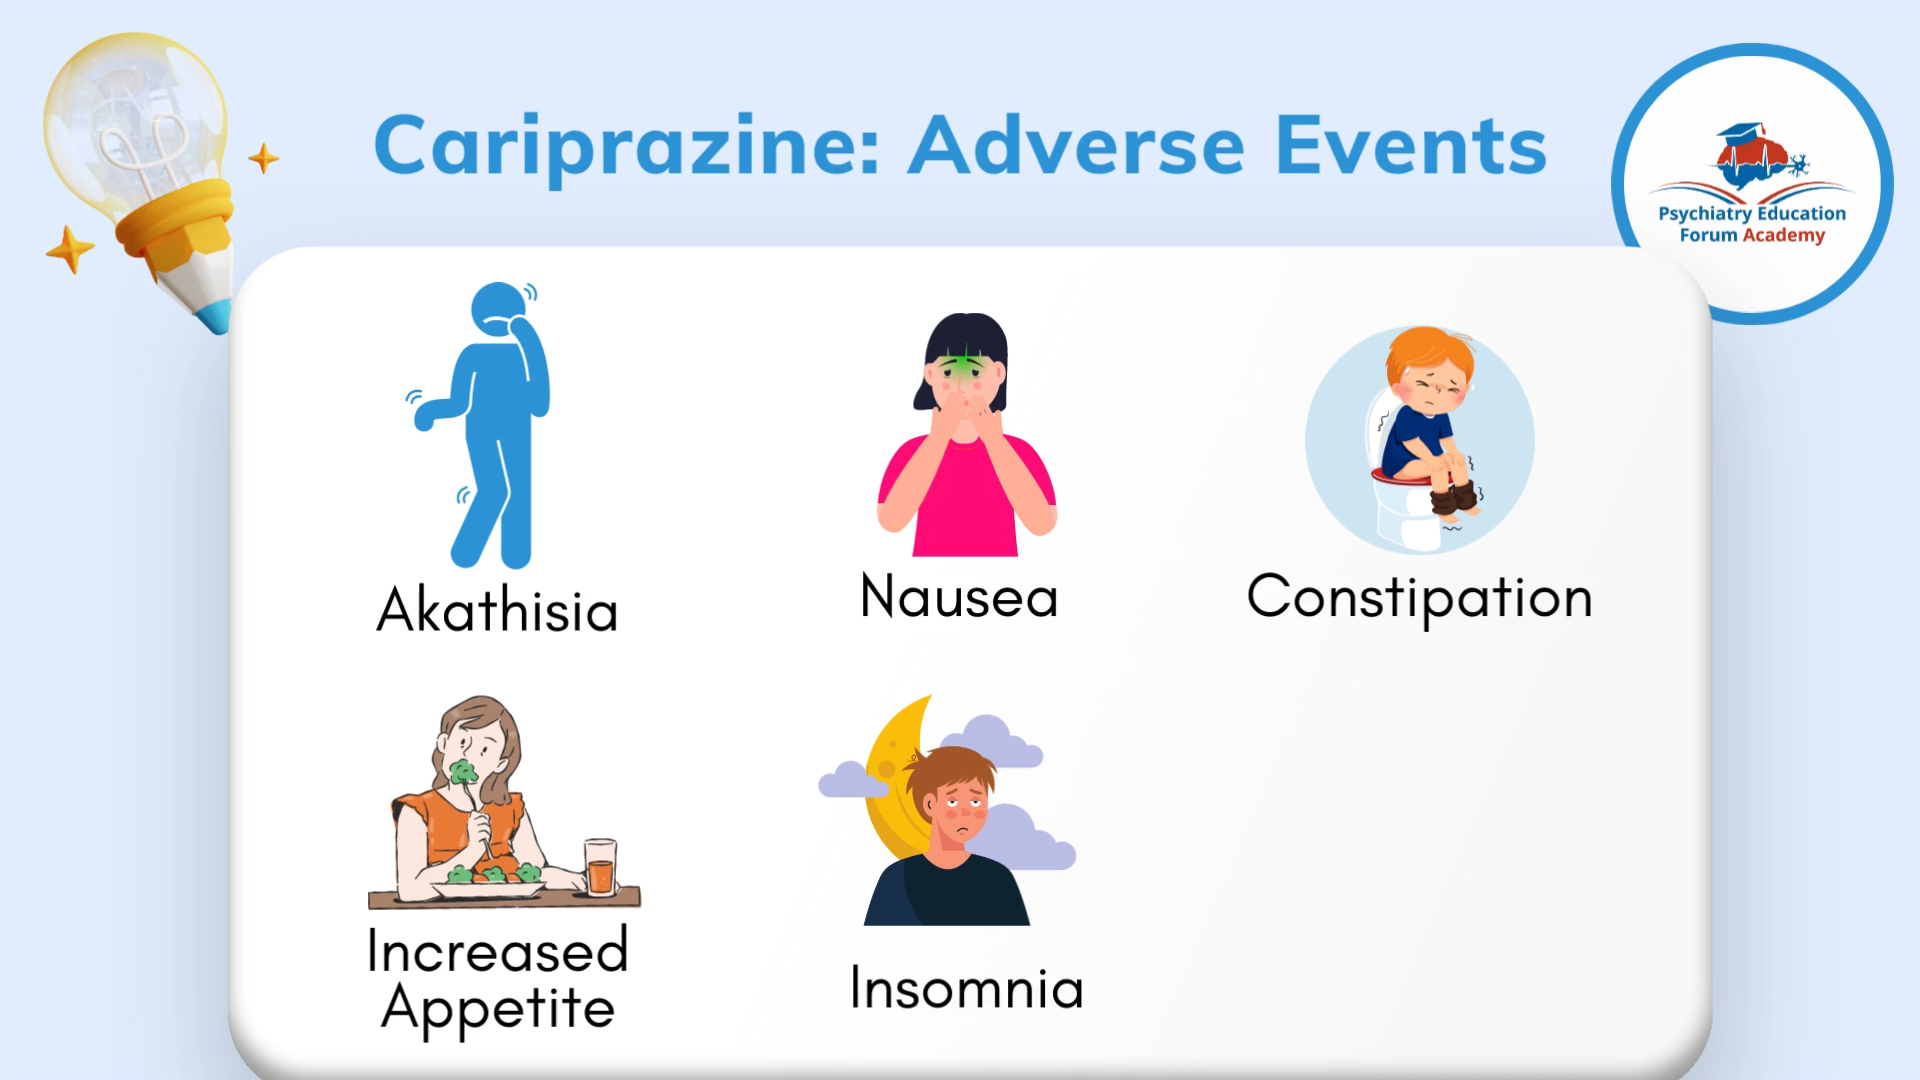 Cariprazine: Adverse Events
Psychiatry Education
Forum Academy
Akathisia
Nausea
Constipation
Increased
Appetite
Insomnia